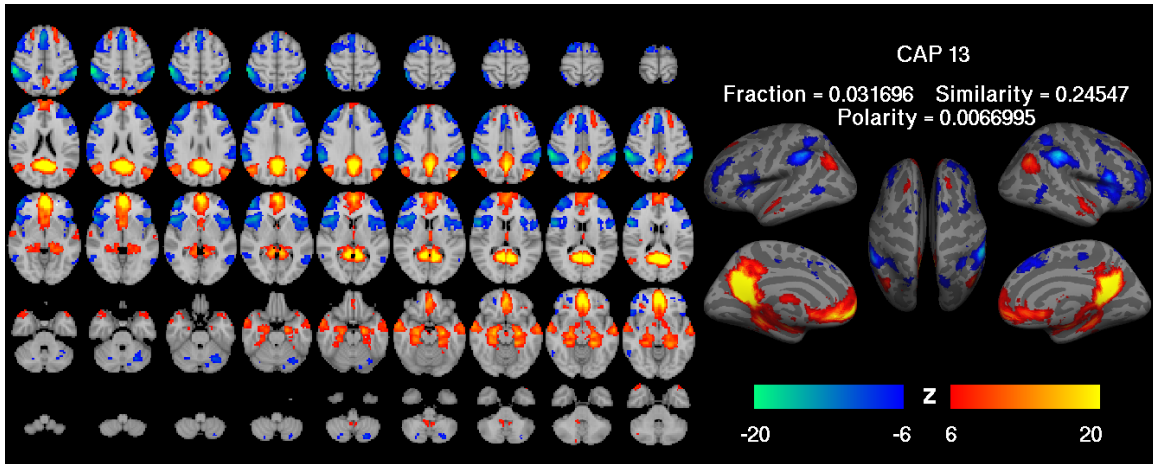 CAP 13
Fraction = 0.031696 Similarity = 0.24547
Polarity = 0.0066995
z
-20 -6 6 20